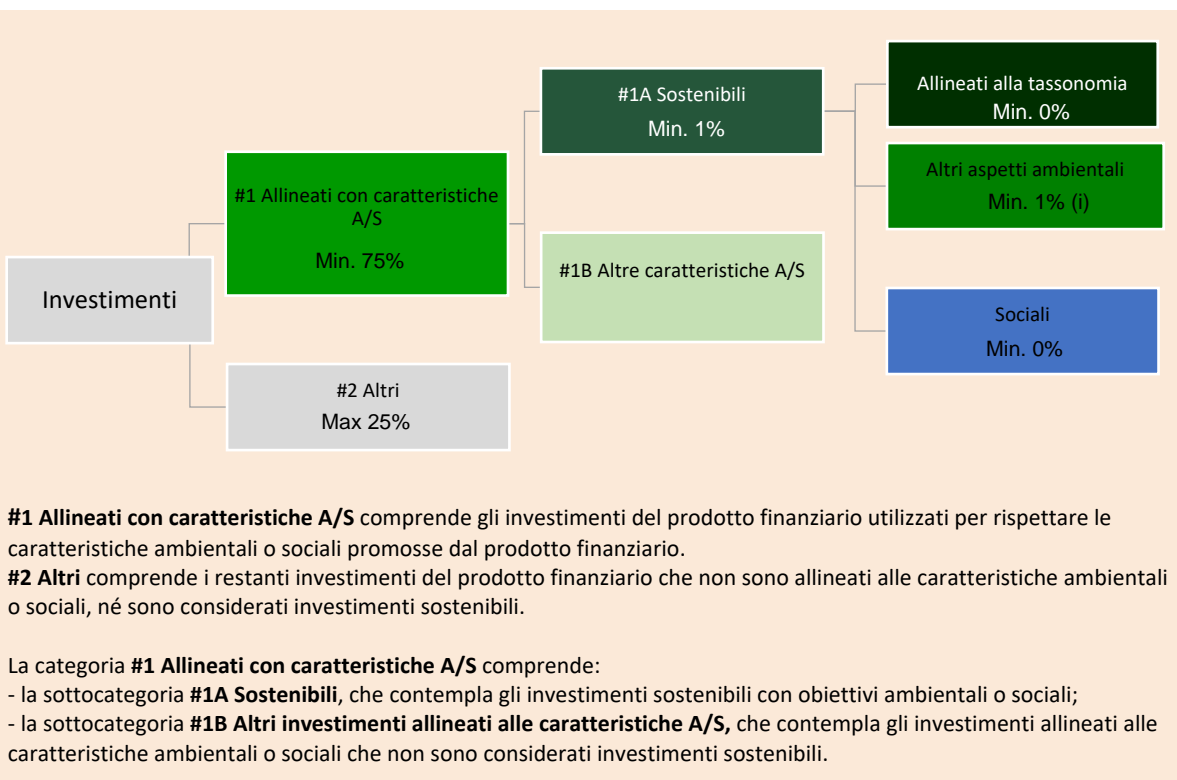 Investimenti
#1 Allineati con caratteristiche
A/S
Min. 75%
#2 Altri
Max 25%
#1A Sostenibili
Min. 1%
#1B Altre caratteristiche A/S
Allineati alla tassonomia
Min. 0%
Altri aspetti ambientali
Min. 1% (i)
Sociali
Min. 0%
#1 Allineati con caratteristiche A/S comprende gli investimenti del prodotto finanziario utilizzati per rispettare le
caratteristiche ambientali o sociali promosse dal prodotto finanziario.
#2 Altri comprende i restanti investimenti del prodotto finanziario che non sono allineati alle caratteristiche ambientali
o sociali, né sono considerati investimenti sostenibili.
La categoria #1 Allineati con caratteristiche A/S comprende:
- la sottocategoria #1A Sostenibili, che contempla gli investimenti sostenibili con obiettivi ambientali o sociali;
- la sottocategoria #1B Altri investimenti allineati alle caratteristiche A/S, che contempla gli investimenti allineati alle
caratteristiche ambientali o sociali che non sono considerati investimenti sostenibili.